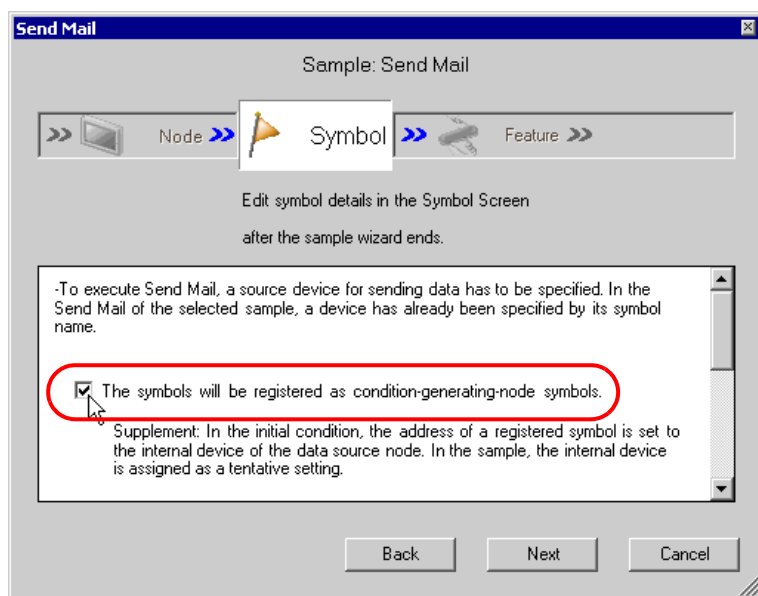 Send Mail
Sample: Send Mail
>> Node >> Symbol >> Feature >>
Edit symbol details in the Symbol Screen
after the sample wizard ends.
-To execute Send Mail, a source device for sending data has to be specified. In the
Send Mail of the selected sample, a device has already been specified by its symbol
name.
The symbols will be registered as condition-generating-node symbols.
Supplement: In the initial condition, the address of a registered symbol is set to
the internal device of the data source node. In the sample, the internal device
is assigned as a tentative setting.
Back Next Cancel